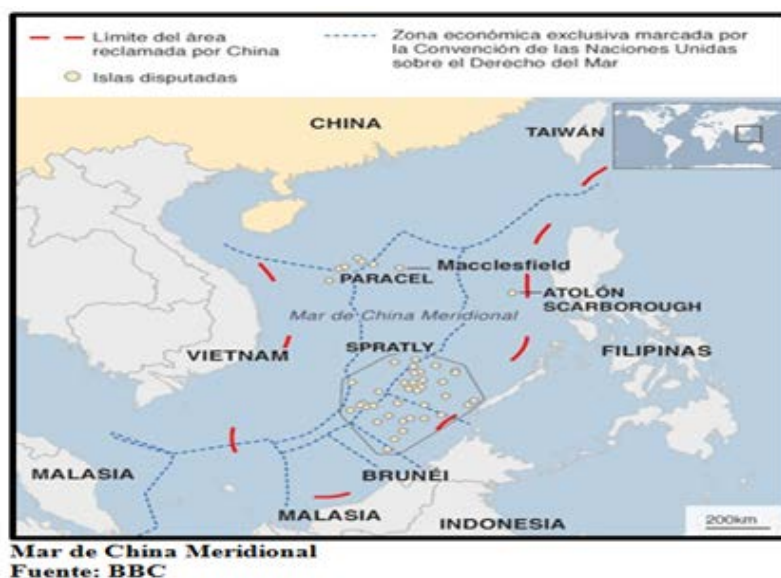 Límite del área
reclamada por China
Islas disputadas
Zona económica exclusiva marcada por
la Convención de las Naciones Unidas
sobre el Derecho del Mar
CHINA
TAIWÁN
Macclesfield
PARACEL
ATOLÓN
SCARBOROUGH
Mar de China Meridional
VIETNAM
SPRATLY
FILIPINAS
MALASIA
BRUNÉI
MALASIA
INDONESIA
200km
Mar de China Meridional
Fuente: BBC